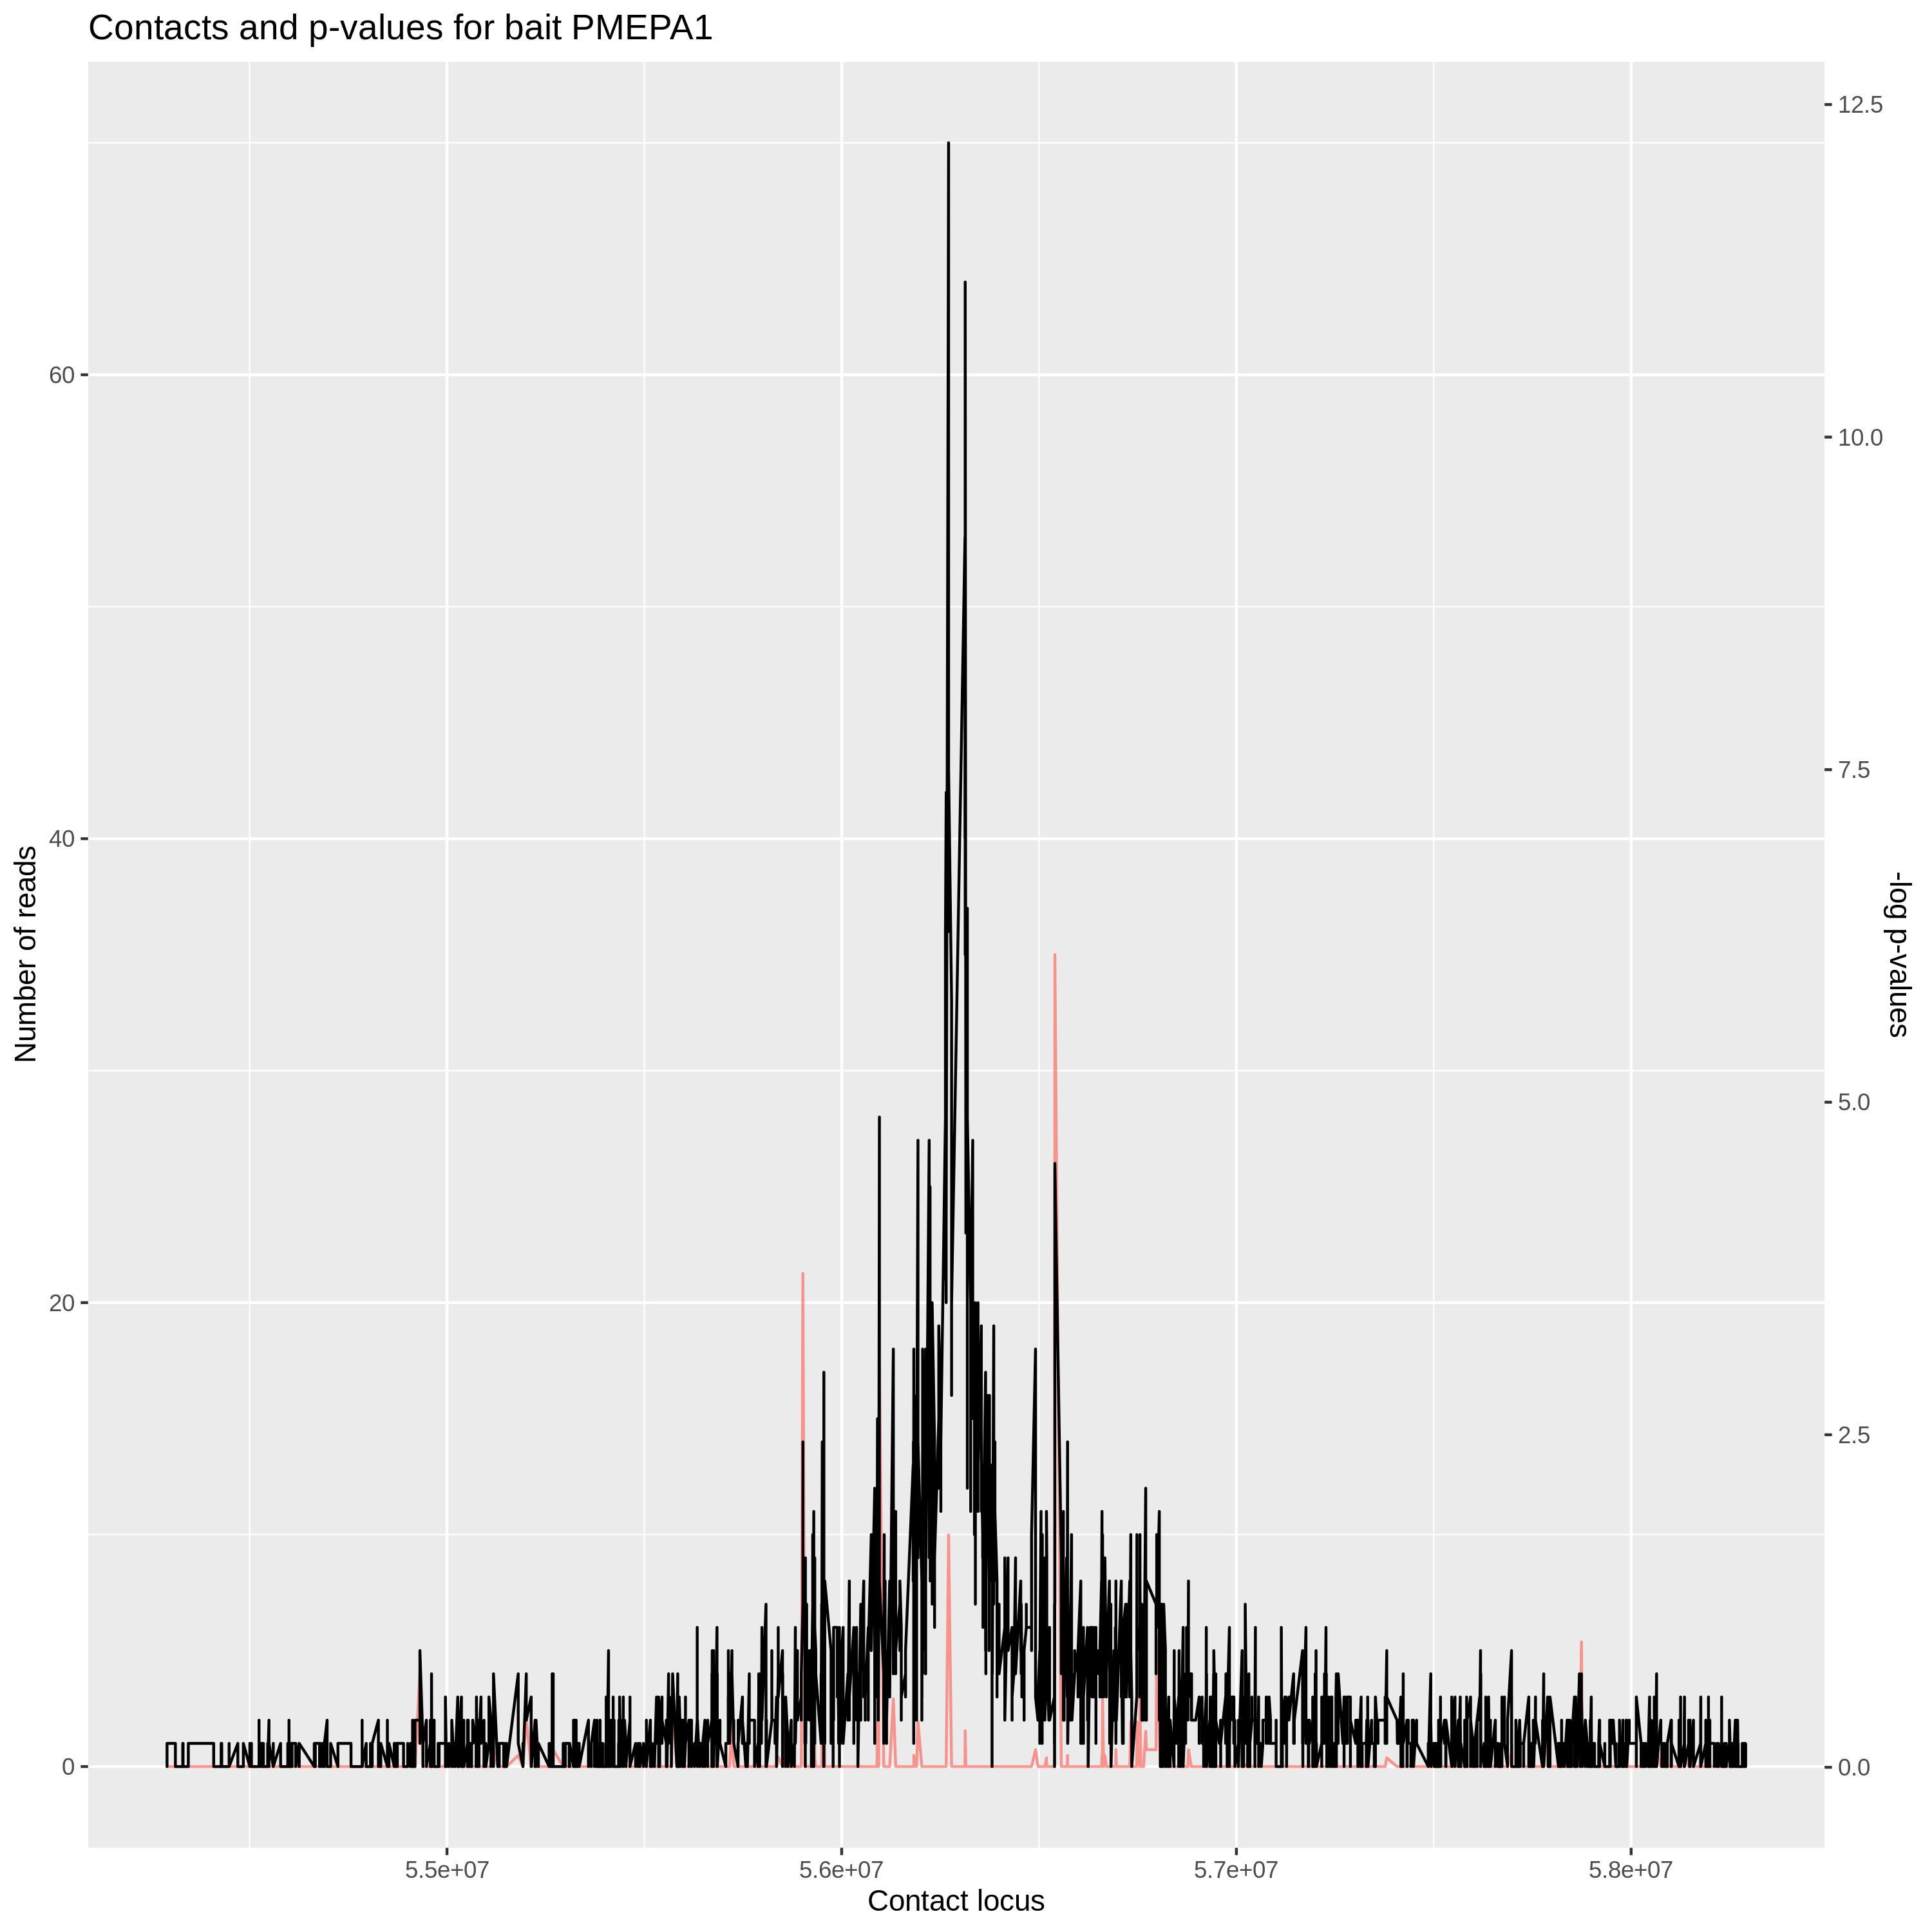 Contacts and p-values for bait PMEPA1
12.5
60
10.0
7.5
40
Number of reads
-log p-values
5.0
20
2.5
0
0.0
5.5e+07
5.6e+07
5.7e+07
5.8e+07
Contact locus